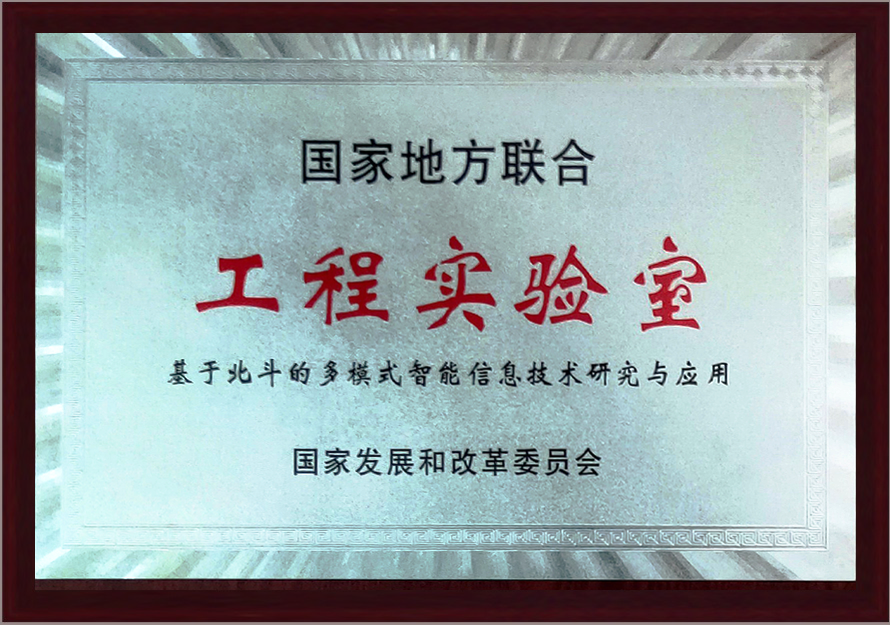 国家地方联合
工程实验室
基于北斗的多模式智能信息技术研究与应用
国家发展和改革委员会